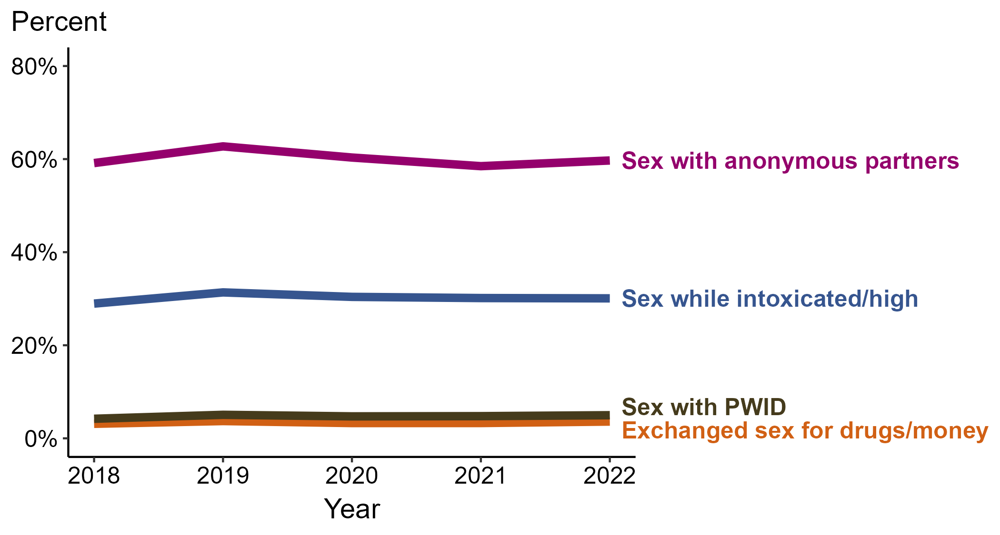 Percent
80%
60%
40%
20%
0%
Sex with anonymous partners
Sex while intoxicated/high
Sex with PWID
Exchanged sex for drugs/money
2018 2019 2020 2021 2022
Year